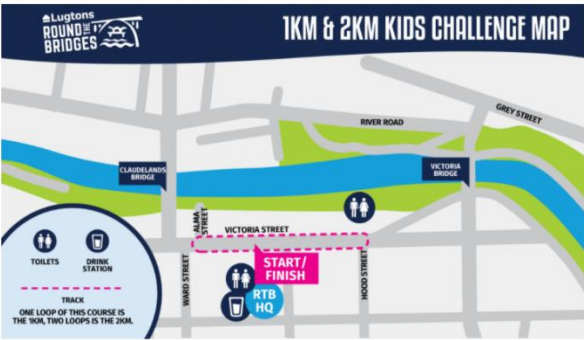 Lugtons
ROUND THE
BRIDGES
1KM & 2KM KIDS CHALLENGE MAP
GREY STREET
RIVER ROAD
CLAUDELANDS
BRIDGE
VICTORIA
BRIDGE
ALMA
STREET
VICTORIA STREET
START/
FINISH
WARD STREET
HOOD STREET
RTB
HQ
TOILETS
DRINK
STATION
TRACK
ONE LOOP OF THIS COURSE IS
THE 1KM, TWO LOOPS IS THE 2KM.